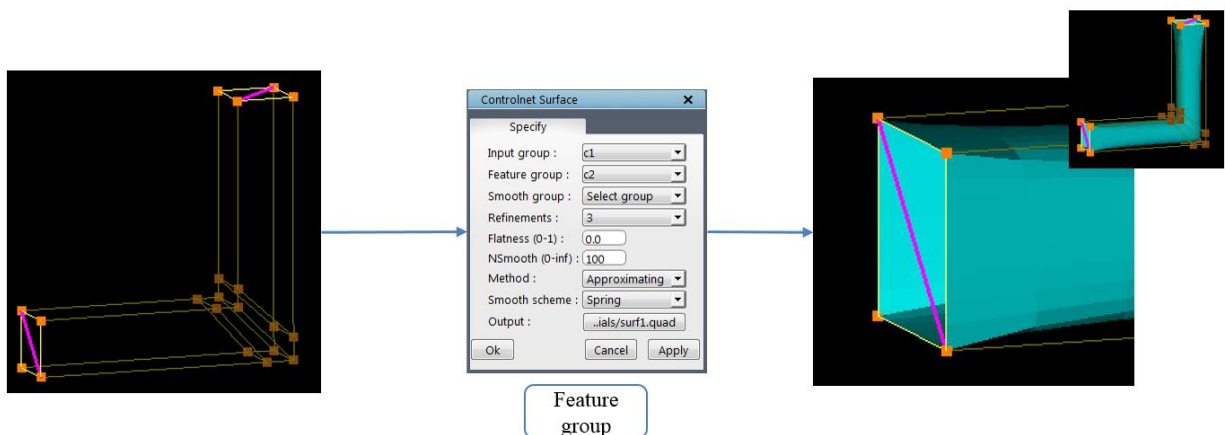 Controlnet Surface X
Specify
Input group : c1
Feature group : c2
Smooth group : Select group
Refinements : 3
Flatness (0-1) : 0.0
NSmooth (0-inf) : 100
Method : Approximating
Smooth scheme : Spring
Output : ..ials/surf1.quad
Ok Cancel Apply
Feature
group